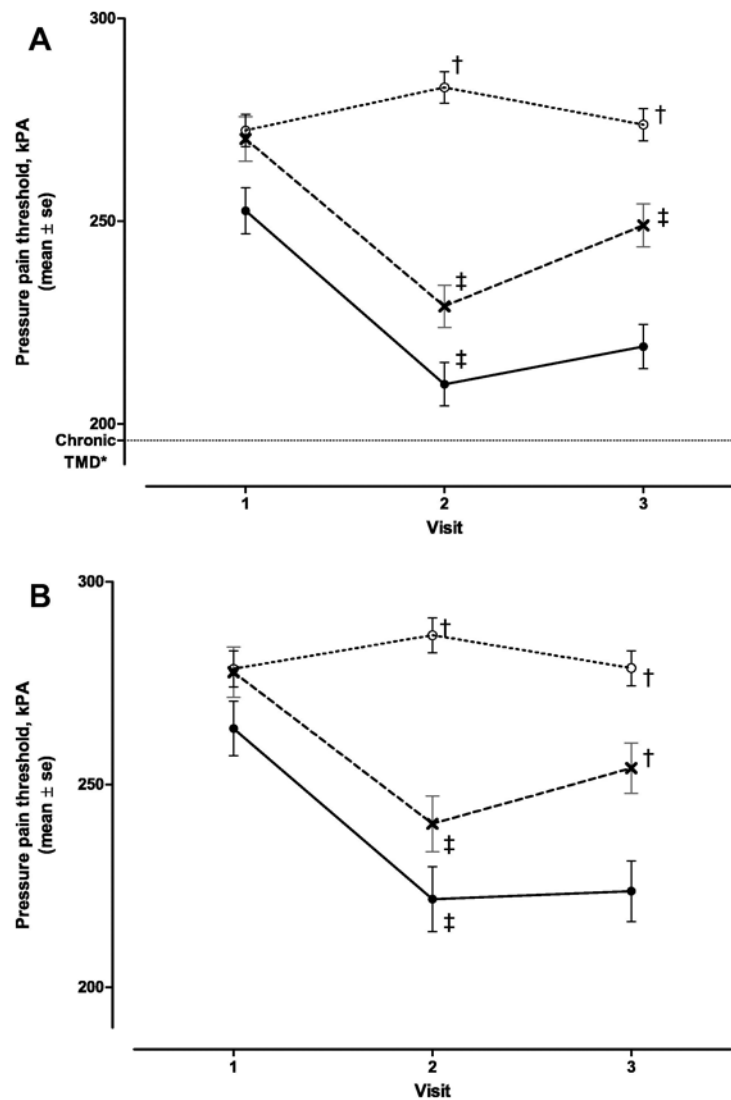 A
300
250
200
Chronic
TMD*
Pressure pain threshold, kPA
(mean ± se)
†
†
‡
‡
‡
1 2 3
Visit
B
300
250
200
Pressure pain threshold, kPA
(mean ± se)
†
†
†
‡
‡
1 2 3
Visit